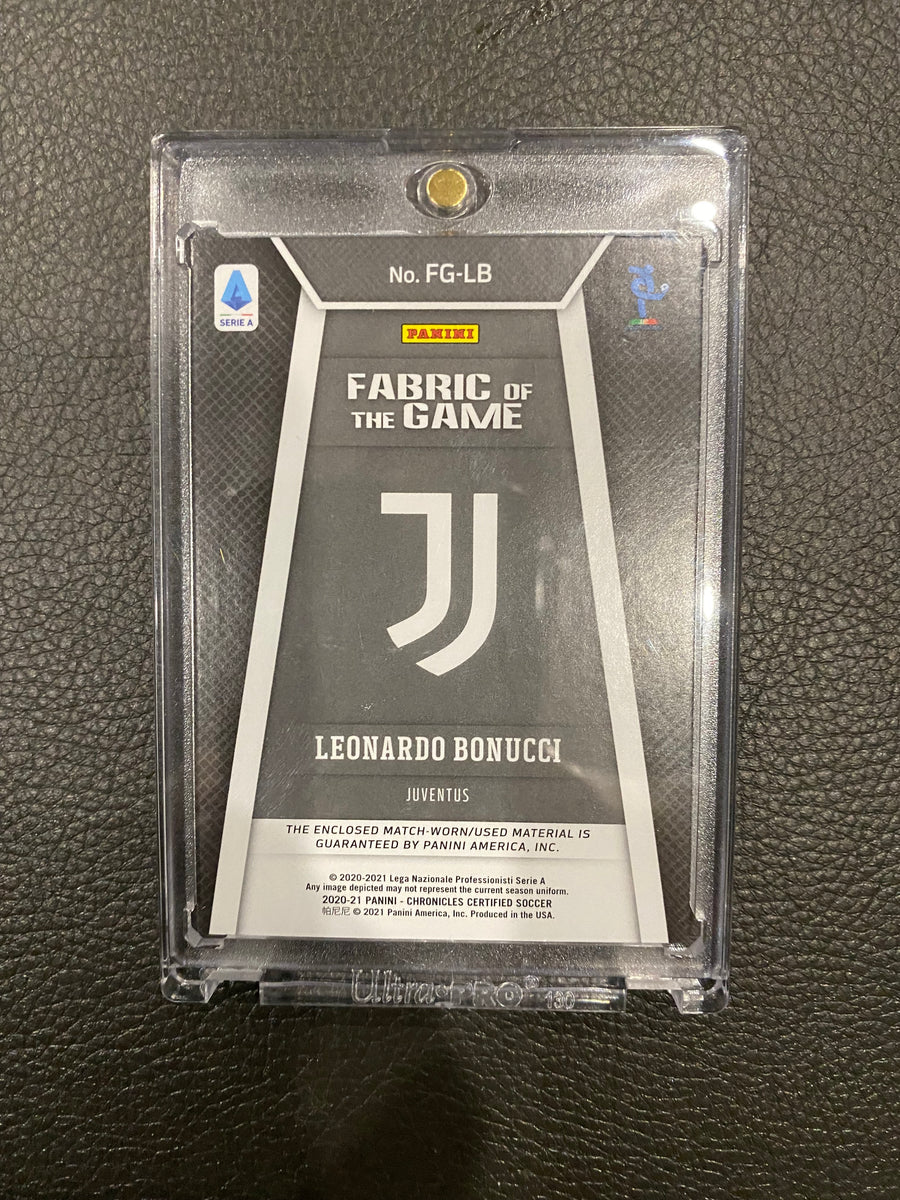 No. FG-LB
SERIE A
PANINI
FABRIC OF
THE GAME
LEONARDO BONUCCI
JUVENTUS
THE ENCLOSED MATCH-WORN/USED MATERIAL IS
GUARANTEED BY PANINI AMERICA, INC.
© 2020-2021 Lega Nazionale Professionisti Serie A
Any image depicted may not represent the current season uniform.
2020-21 PANINI - CHRONICLES CERTIFIED SOCCER
帕尼尼 © 2021 Panini America, Inc. Produced in the USA.
Ultra•PRO® 130